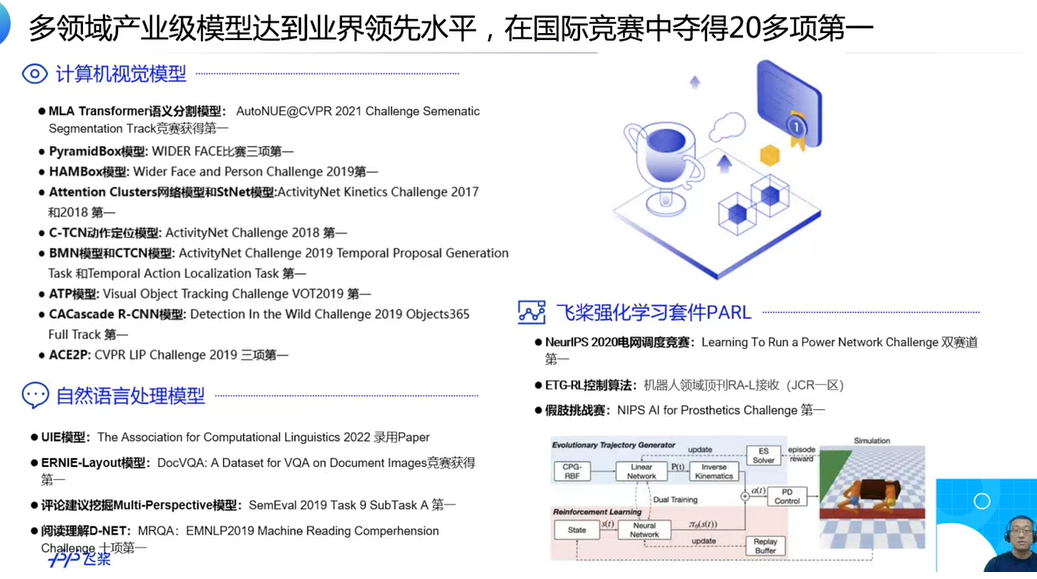 多领域产业级模型达到业界领先水平，在国际竞赛中夺得20多项第一
计算机视觉模型
● MLA Transformer语义分割模型： AutoNUE@CVPR 2021 Challenge Semenatic
Segmentation Track竞赛获得第一
● PyramidBox模型: WIDER FACE比赛三项第一
● HAMBox模型: Wider Face and Person Challenge 2019第一
● Attention Clusters网络模型和StNet模型:ActivityNet Kinetics Challenge 2017
和2018 第一
● C-TCN动作定位模型: ActivityNet Challenge 2018 第一
● BMN模型和CTCN模型: ActivityNet Challenge 2019 Temporal Proposal Generation
Task 和Temporal Action Localization Task 第一
● ATP模型: Visual Object Tracking Challenge VOT2019 第一
● CACascade R-CNN模型: Detection In the Wild Challenge 2019 Objects365
Full Track 第一
● ACE2P: CVPR LIP Challenge 2019 三项第一
自然语言处理模型
● UIE模型：The Association for Computational Linguistics 2022 录用Paper
● ERNIE-Layout模型：DocVQA: A Dataset for VQA on Document Images竞赛获得
第一
● 评论建议挖掘Multi-Perspective模型：SemEval 2019 Task 9 SubTask A 第一
● 阅读理解D-NET：MRQA：EMNLP2019 Machine Reading Comperhension
Challenge 十项第一
飞桨
1
飞桨强化学习套件PARL
● NeurIPS 2020电网调度竞赛：Learning To Run a Power Network Challenge 双赛道
第一
● ETG-RL控制算法：机器人领域顶刊RA-L接收（JCR一区）
● 假肢挑战赛：NIPS AI for Prosthetics Challenge 第一
Evolutionary Trajectory Generator
update
ES
Solver
episode
reward
Simulation
CPG-
RBF
Linear
Network
P(t)
Inverse
Kinematics
Dual Training
a(t)
PD
Control
Reinforcement Learning
State
s(t)
Neural
Network
πθ(s(t))
update
Replay
Buffer